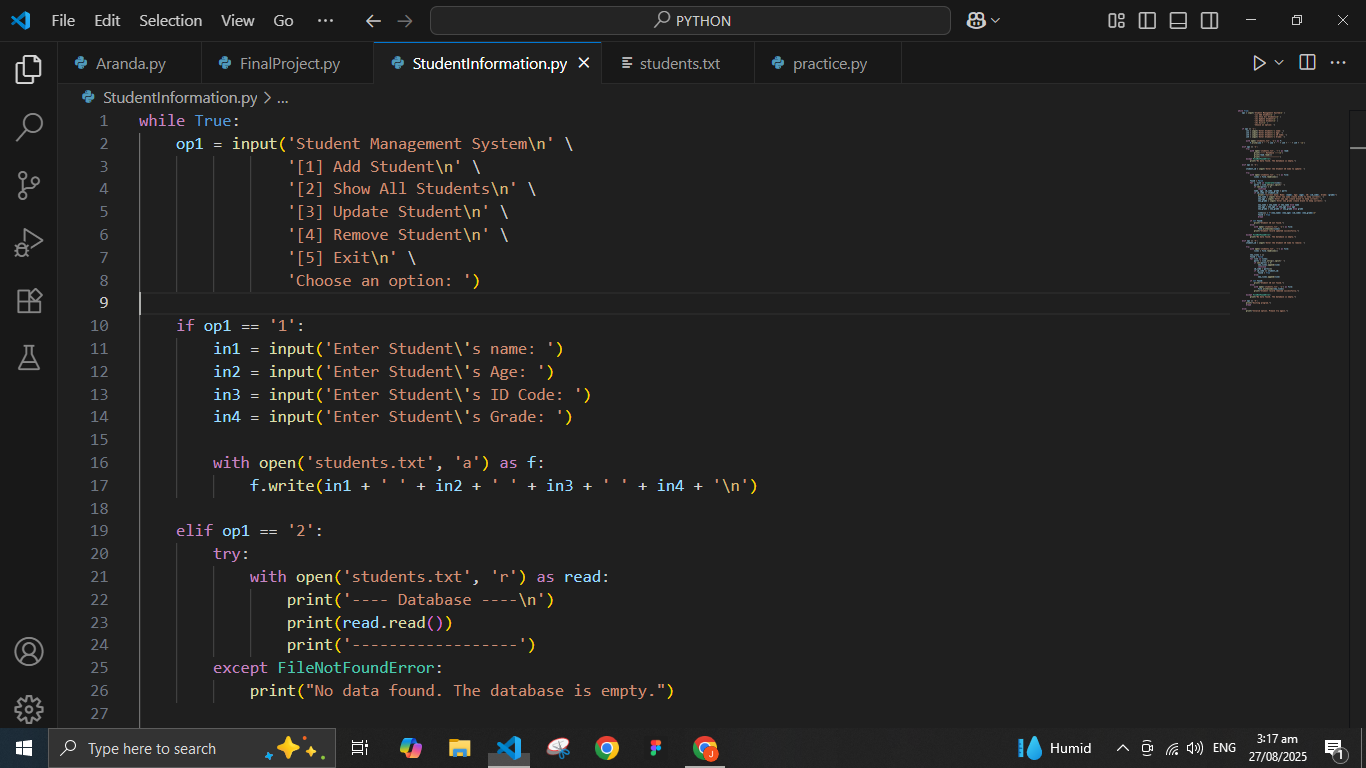 File Edit Selection View Go ··· PYTHON
Aranda.py FinalProject.py StudentInformation.py students.txt practice.py
StudentInformation.py > ...
1 while True:
2 op1 = input('Student Management System\n' \
3 '[1] Add Student\n' \
4 '[2] Show All Students\n' \
5 '[3] Update Student\n' \
6 '[4] Remove Student\n' \
7 '[5] Exit\n' \
8 'Choose an option: ')
9
10 if op1 == '1':
11 in1 = input('Enter Student\'s name: ')
12 in2 = input('Enter Student\'s Age: ')
13 in3 = input('Enter Student\'s ID Code: ')
14 in4 = input('Enter Student\'s Grade: ')
15
16 with open('students.txt', 'a') as f:
17 f.write(in1 + ' ' + in2 + ' ' + in3 + ' ' + in4 + '\n')
18
19 elif op1 == '2':
20 try:
21 with open('students.txt', 'r') as read:
22 print('---- Database ----\n')
23 print(read.read())
24 print('------------------')
25 except FileNotFoundError:
26 print("No data found. The database is empty.")
27
Type here to search Humid ENG 3:17 am
27/08/2025 1